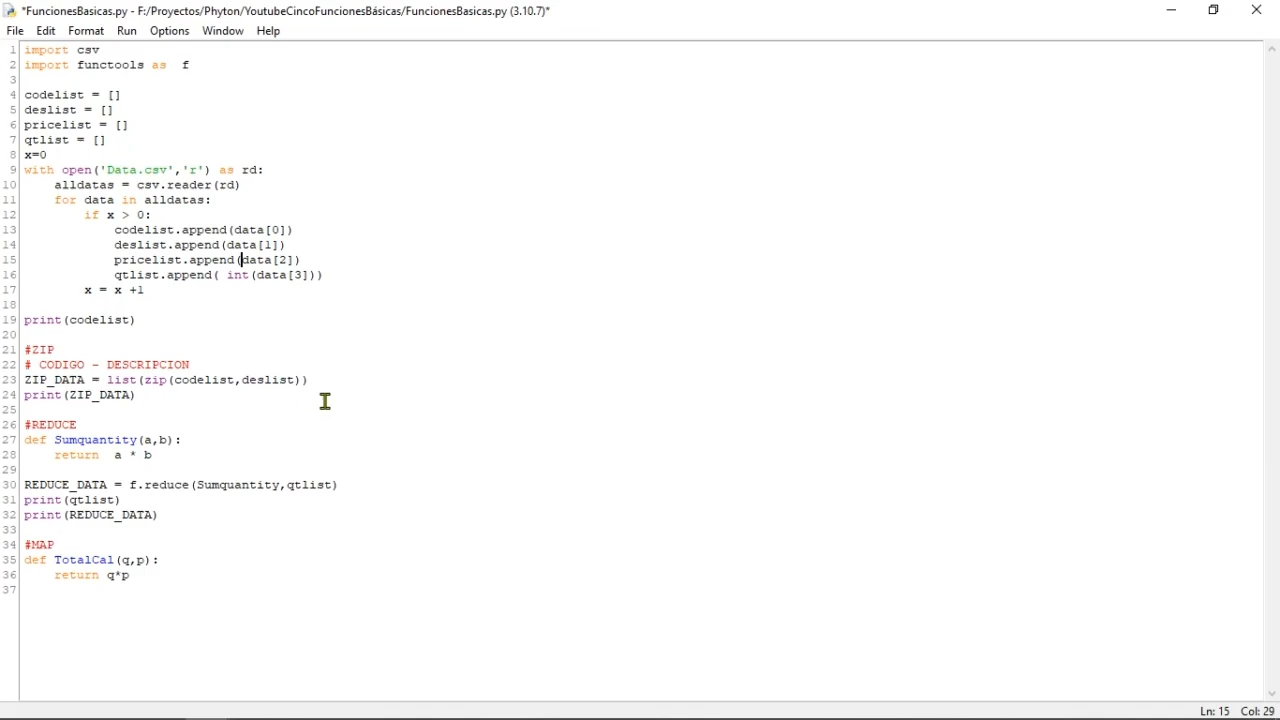 *FuncionesBasicas.py - F:/Proyectos/Phyton/YoutubeCincoFuncionesBásicas/FuncionesBasicas.py (3.10.7)*
File Edit Format Run Options Window Help
1 import csv
2 import functools as  f
3
4 codelist = []
5 deslist = []
6 pricelist = []
7 qtlist = []
8 x=0
9 with open('Data.csv','r') as rd:
10     alldatas = csv.reader(rd)
11     for data in alldatas:
12         if x > 0:
13             codelist.append(data[0])
14             deslist.append(data[1])
15             pricelist.append(data[2])
16             qtlist.append( int(data[3]))
17         x = x +1
18
19 print(codelist)
20
21 #ZIP
22 # CODIGO - DESCRIPCION
23 ZIP_DATA = list(zip(codelist,deslist))
24 print(ZIP_DATA)
25
26 #REDUCE
27 def Sumquantity(a,b):
28     return  a * b
29
30 REDUCE_DATA = f.reduce(Sumquantity,qtlist)
31 print(qtlist)
32 print(REDUCE_DATA)
33
34 #MAP
35 def TotalCal(q,p):
36     return q*p
37
Ln: 15 Col: 29